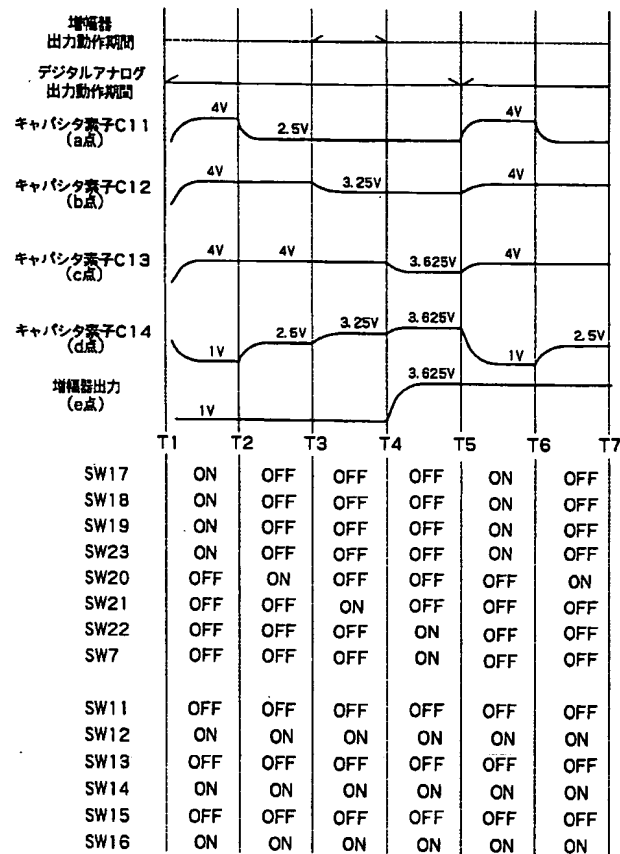 増幅器
出力動作期間
デジタルアナログ
出力動作期間
キャパシタ素子C11
(a点)
4V
2.5V
4V
キャパシタ素子C12
(b点)
4V
3.25V
4V
キャパシタ素子C13
(c点)
4V
4V
3.625V
4V
キャパシタ素子C14
(d点)
1V
2.5V
3.25V
3.625V
1V
2.5V
増幅器出力
(e点)
1V
3.625V
T1 T2 T3 T4 T5 T6 T7
SW17 ON OFF OFF OFF ON OFF
SW18 ON OFF OFF OFF ON OFF
SW19 ON OFF OFF OFF ON OFF
SW23 ON OFF OFF OFF ON OFF
SW20 OFF ON OFF OFF OFF ON
SW21 OFF OFF ON OFF OFF OFF
SW22 OFF OFF OFF ON OFF OFF
SW7 OFF OFF OFF ON OFF OFF
SW11 OFF OFF OFF OFF OFF OFF
SW12 ON ON ON ON ON ON
SW13 OFF OFF OFF OFF OFF OFF
SW14 ON ON ON ON ON ON
SW15 OFF OFF OFF OFF OFF OFF
SW16 ON ON ON ON ON ON